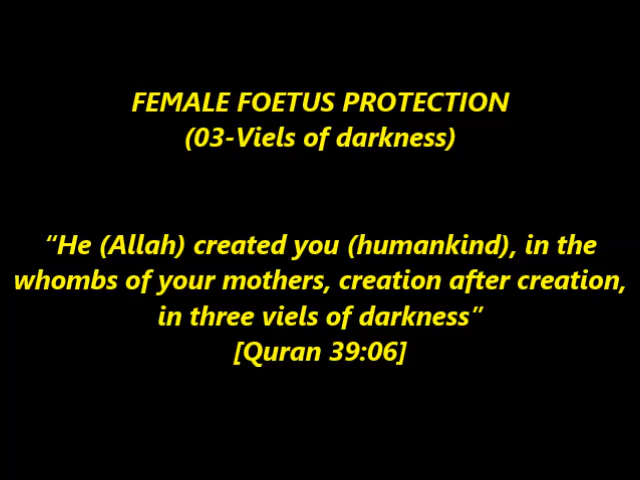 FEMALE FOETUS PROTECTION
(03-Viels of darkness)
“He (Allah) created you (humankind), in the
whombs of your mothers, creation after creation,
in three viels of darkness”
[Quran 39:06]